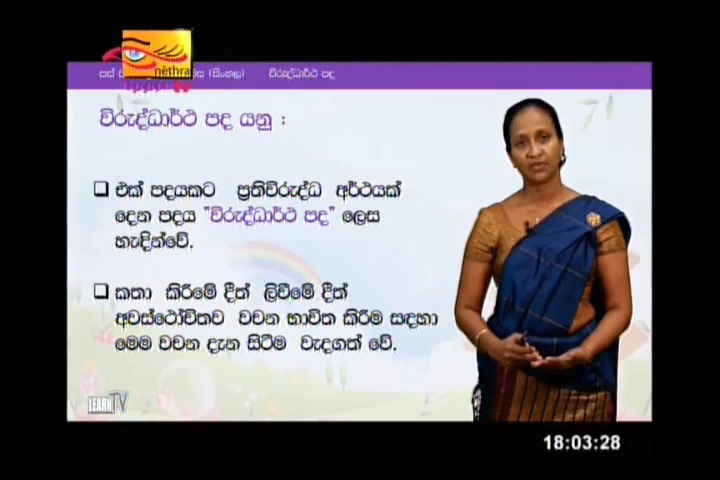 nethra
(සිංහල) විරුද්ධාර්ථ පද
විරුද්ධාර්ථ පද යනු :
එක් පදයකට ප්‍රතිවිරුද්ධ අර්ථයක්
දෙන පදය "විරුද්ධාර්ථ පද" ලෙස
හැඳින්වේ.
කතා කිරීමේ දීත් ලිවීමේ දීත්
අවස්ථෝචිතව වචන භාවිත කිරීම සඳහා
මෙම වචන දැන සිටීම වැදගත් වේ.
LEARN TV
18:03:28